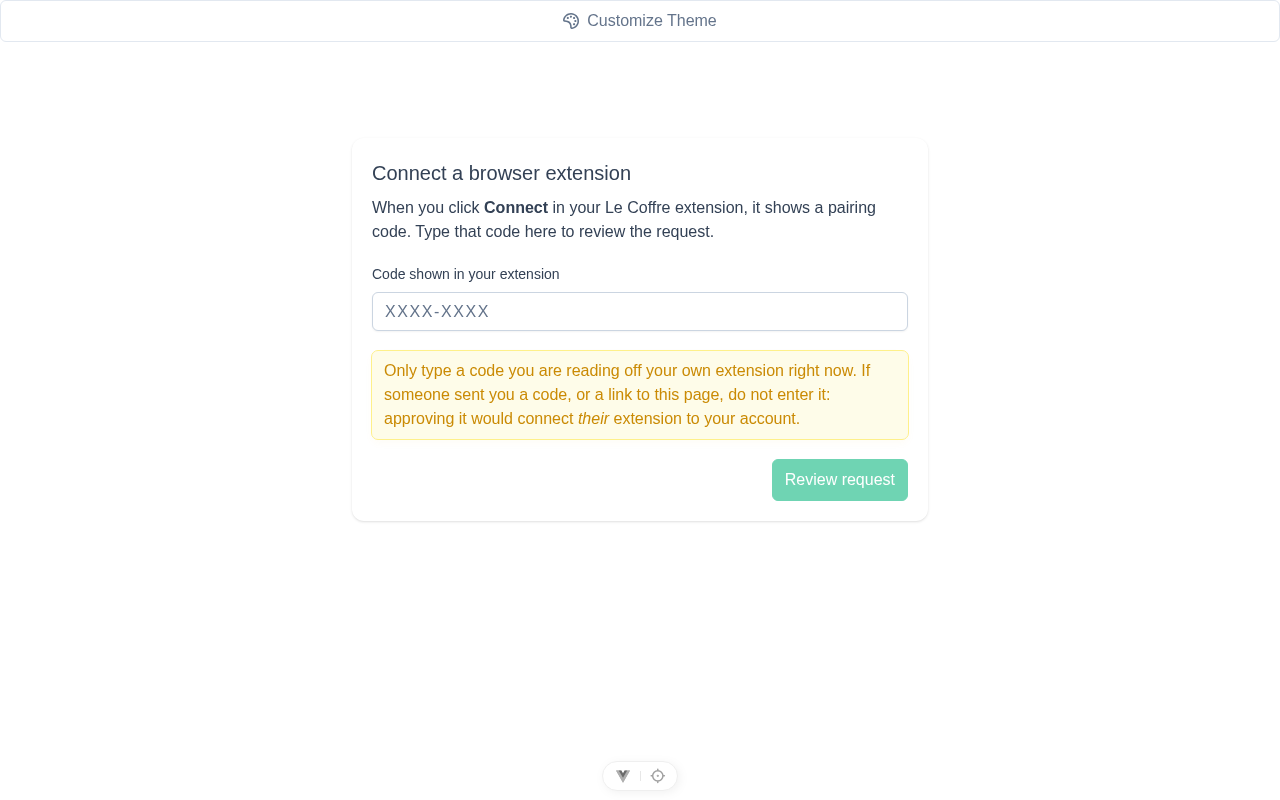 Customize Theme
Connect a browser extension
When you click Connect in your Le Coffre extension, it shows a pairing
code. Type that code here to review the request.
Code shown in your extension
XXXX-XXXX
Only type a code you are reading off your own extension right now. If
someone sent you a code, or a link to this page, do not enter it:
approving it would connect their extension to your account.
Review request